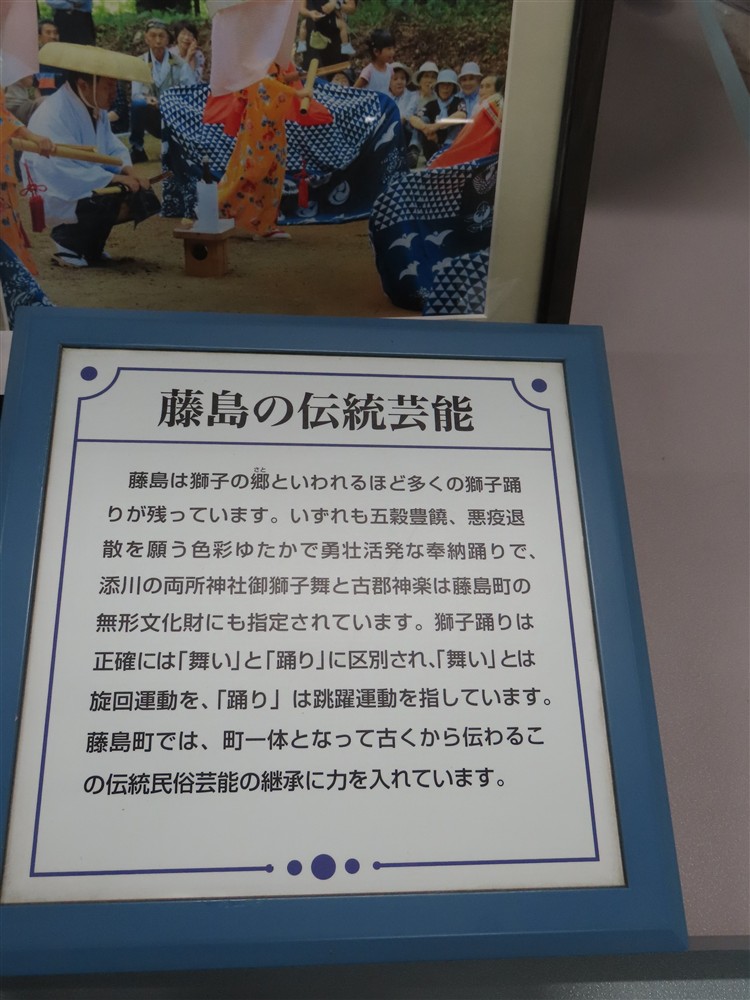 藤島の伝統芸能
藤島は獅子の郷といわれるほど多くの獅子踊
りが残っています。いずれも五穀豊饒、悪疫退
散を願う色彩ゆたかで勇壮活発な奉納踊りで、
添川の両所神社御獅子舞と古郡神楽は藤島町の
無形文化財にも指定されています。獅子踊りは
正確には「舞い」と「踊り」に区別され、「舞い」とは
旋回運動を、「踊り」は跳躍運動を指しています。
藤島町では、町一体となって古くから伝わるこ
の伝統民俗芸能の継承に力を入れています。